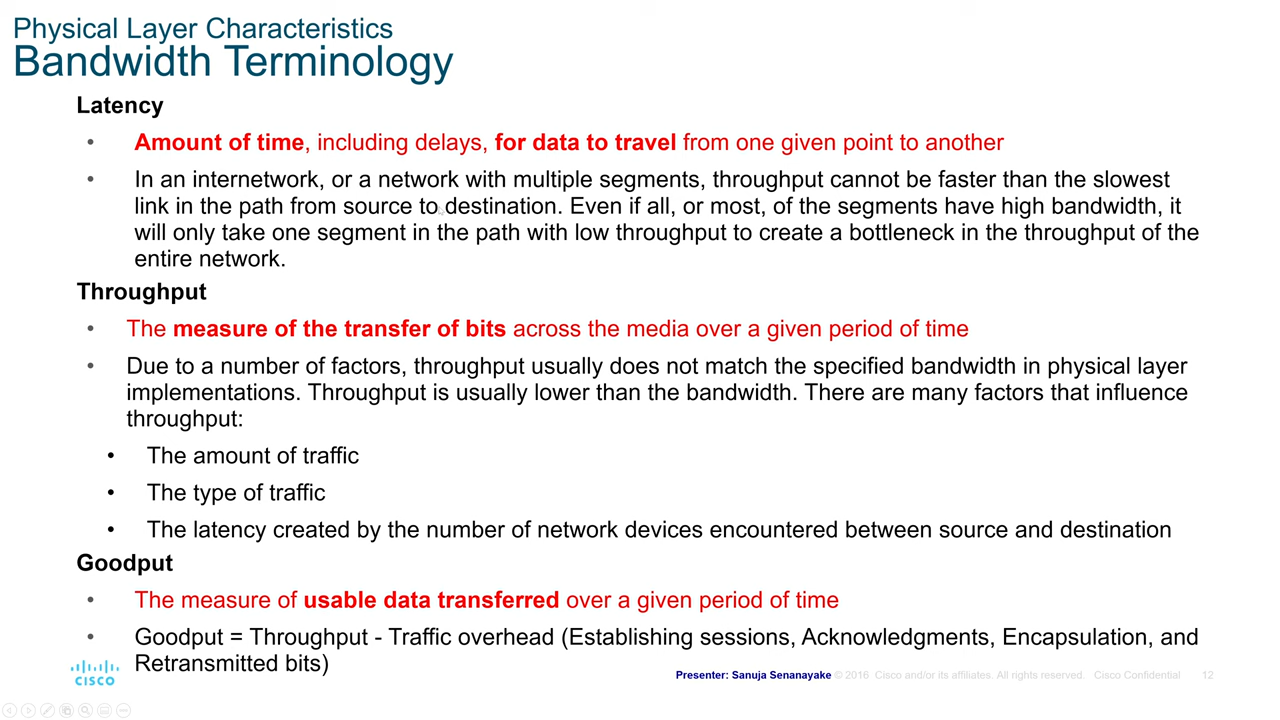 Physical Layer Characteristics
Bandwidth Terminology
Latency
• Amount of time, including delays, for data to travel from one given point to another
• In an internetwork, or a network with multiple segments, throughput cannot be faster than the slowest
link in the path from source to destination. Even if all, or most, of the segments have high bandwidth, it
will only take one segment in the path with low throughput to create a bottleneck in the throughput of the
entire network.
Throughput
• The measure of the transfer of bits across the media over a given period of time
• Due to a number of factors, throughput usually does not match the specified bandwidth in physical layer
implementations. Throughput is usually lower than the bandwidth. There are many factors that influence
throughput:
• The amount of traffic
• The type of traffic
• The latency created by the number of network devices encountered between source and destination
Goodput
• The measure of usable data transferred over a given period of time
• Goodput = Throughput - Traffic overhead (Establishing sessions, Acknowledgments, Encapsulation, and
Retransmitted bits)
CISCO
Presenter: Sanuja Senanayake © 2016 Cisco and/or its affiliates. All rights reserved. Cisco Confidential 12